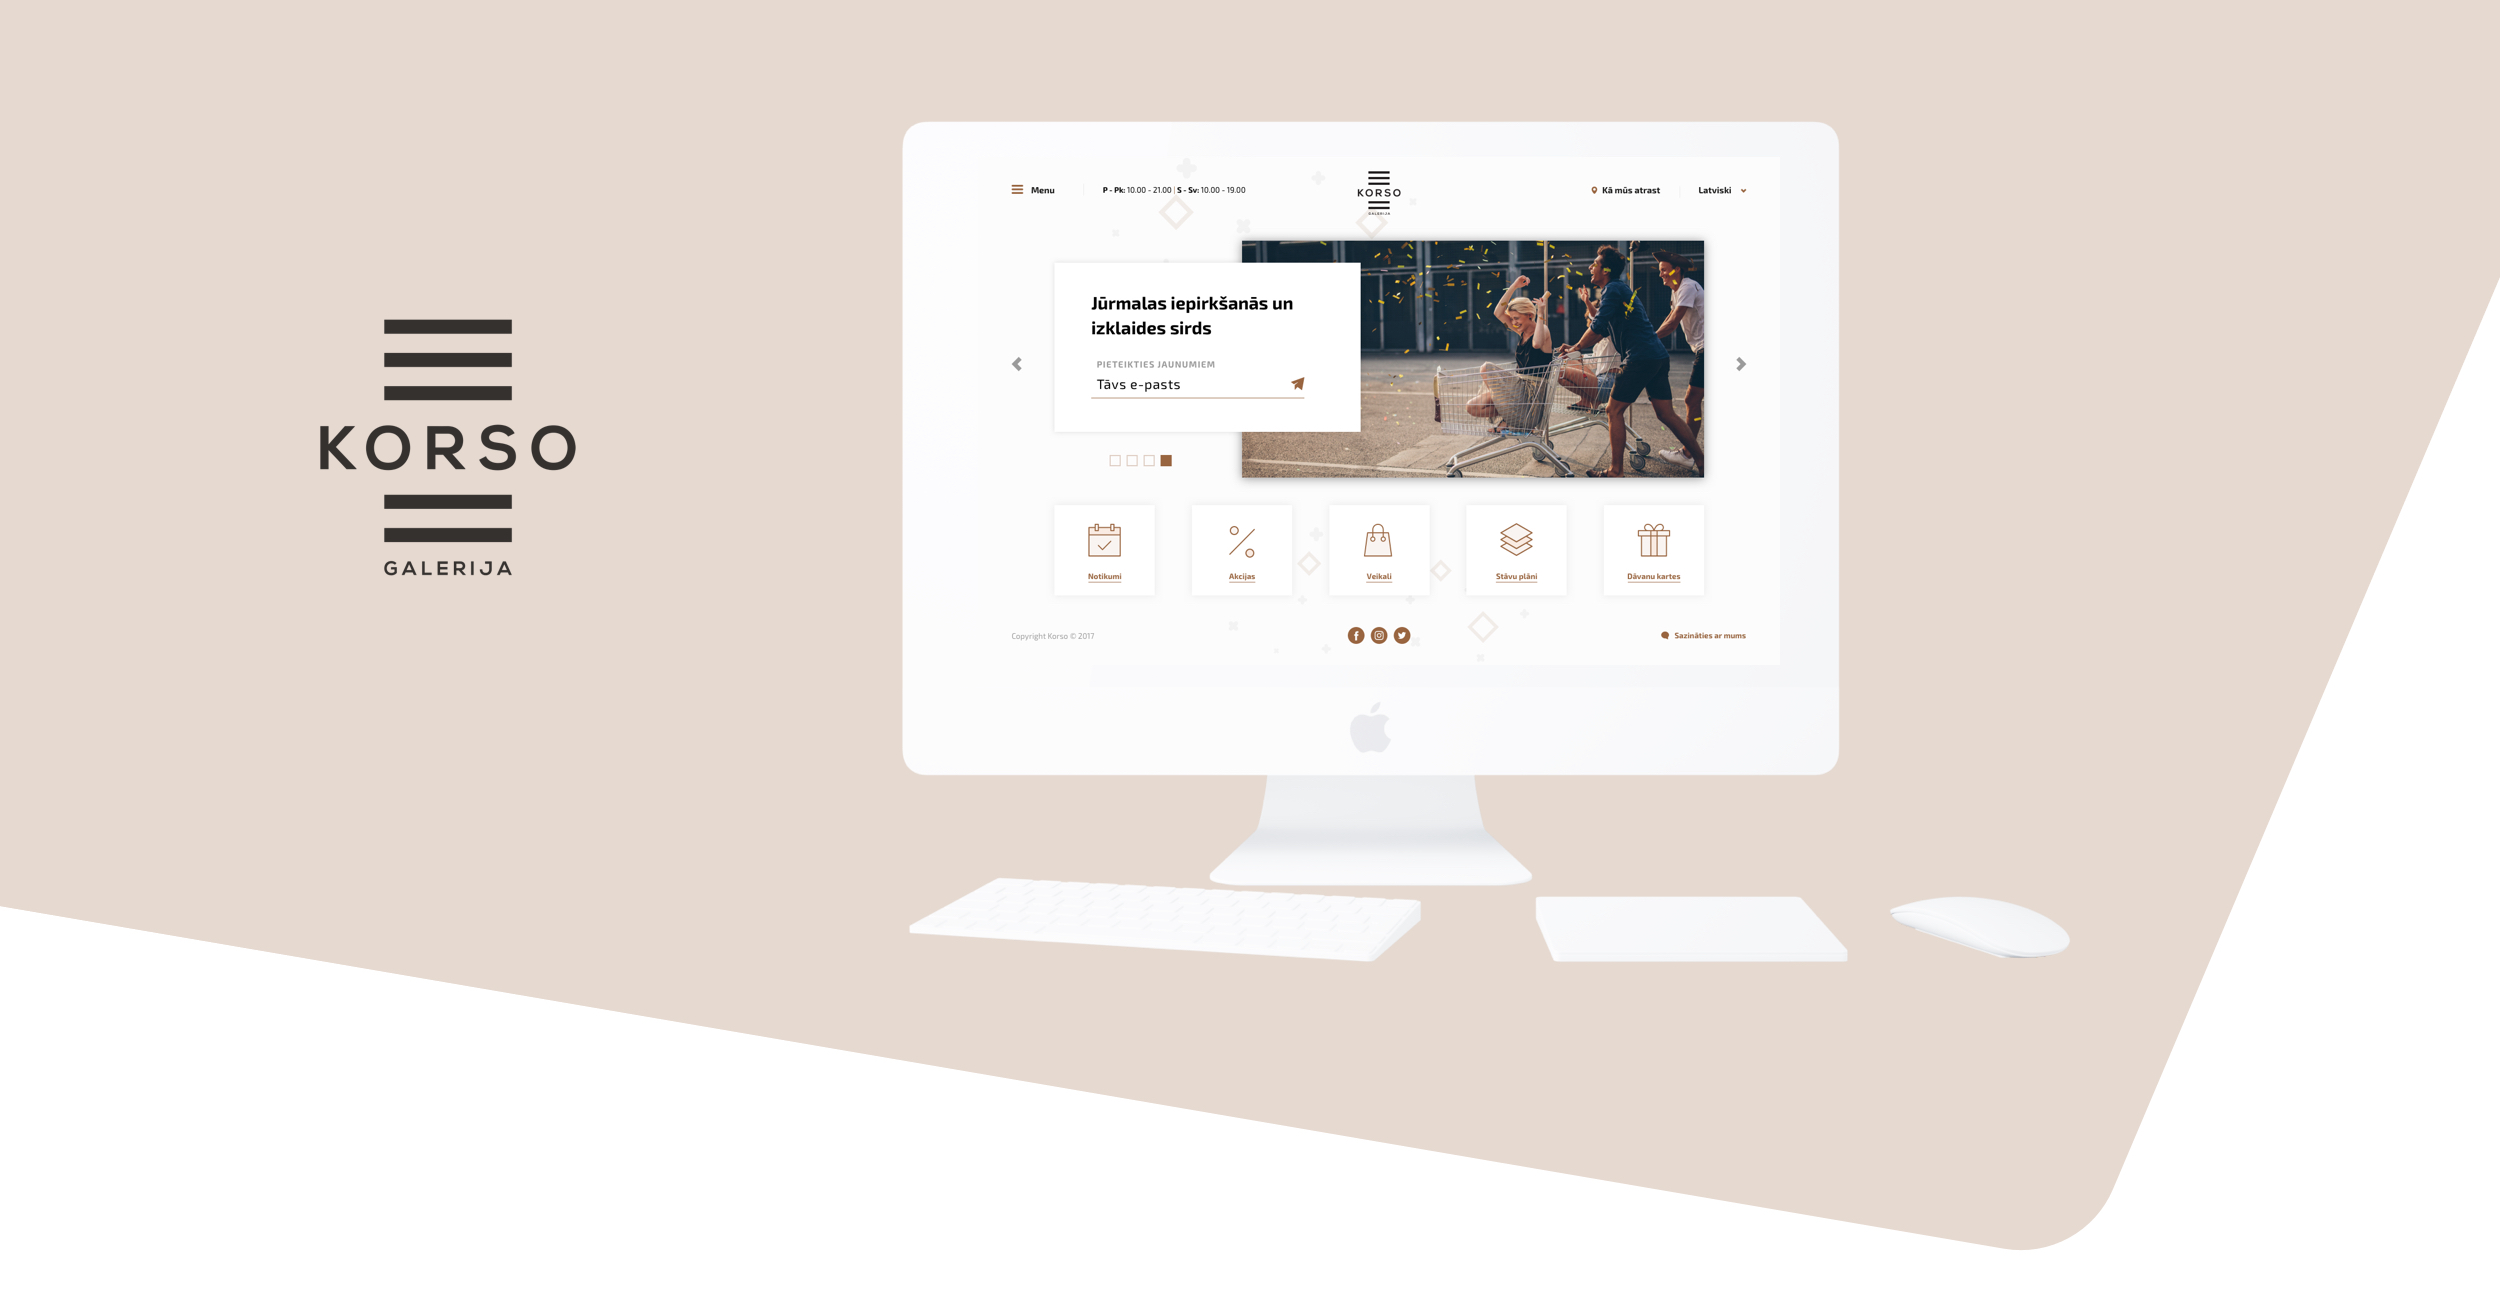 KORSO
GALERIJA
Menu
P - Pk: 10.00 - 21.00 | S - Sv: 10.00 - 19.00
KORSO
GALERIJA
Kā mūs atrast
Latviski
Jūrmalas iepirkšanās un
izklaides sirds
PIETEIKTIES JAUNUMIEM
Tāvs e-pasts
Notikumi
Akcijas
Veikali
Stāvu plāni
Dāvanu kartes
Copyright Korso © 2017
Sazināties ar mums